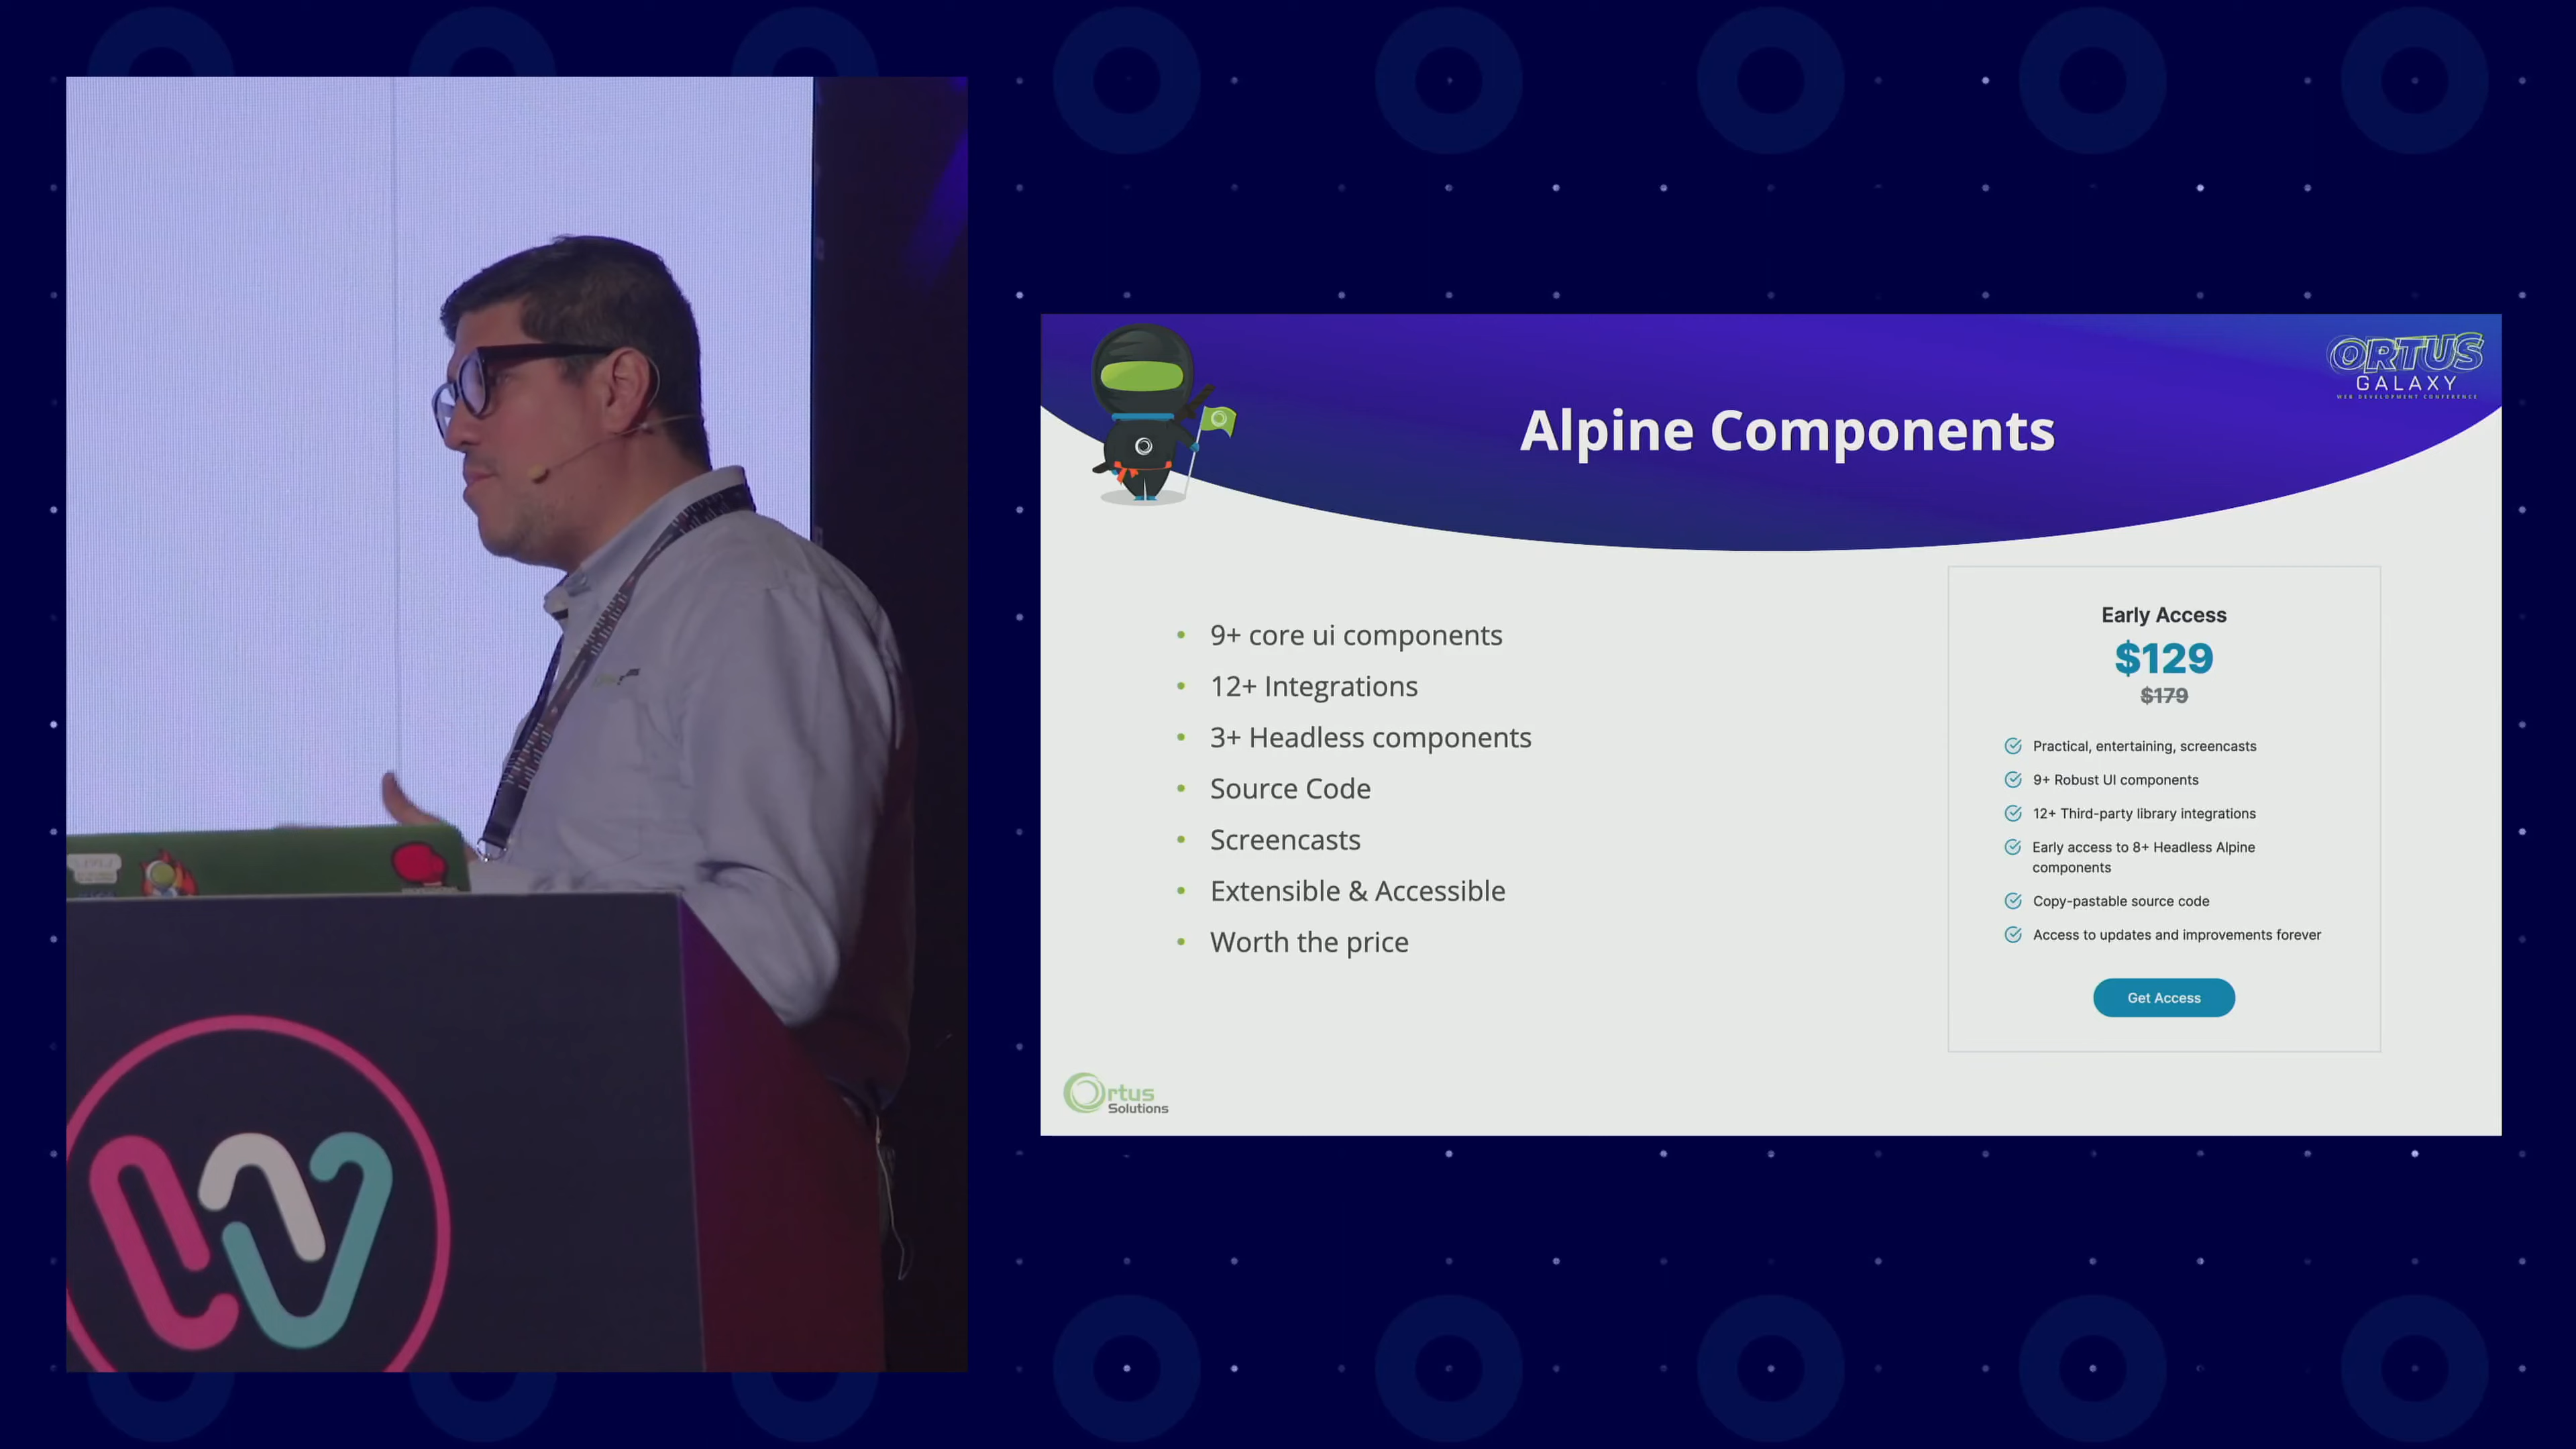 ORTUS
GALAXY
WEB DEVELOPMENT CONFERENCE
Alpine Components
• 9+ core ui components
• 12+ Integrations
• 3+ Headless components
• Source Code
• Screencasts
• Extensible & Accessible
• Worth the price
Early Access
$129
$179
Practical, entertaining, screencasts
9+ Robust UI components
12+ Third-party library integrations
Early access to 8+ Headless Alpine
components
Copy-pastable source code
Access to updates and improvements forever
Get Access
Ortus
Solutions